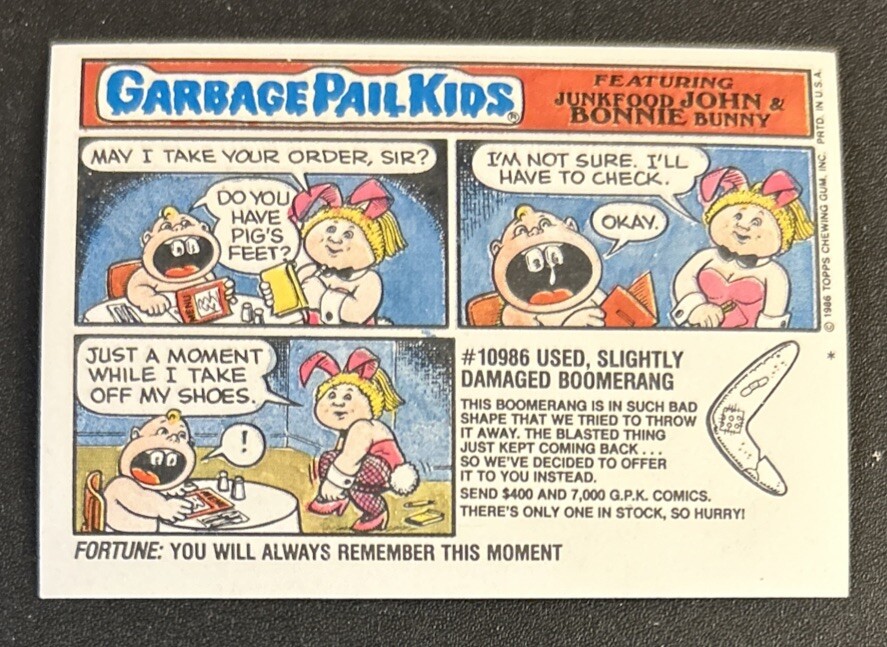 GARBAGE PAIL KIDS®
FEATURING
JUNKFOOD JOHN &
BONNIE BUNNY
MAY I TAKE YOUR ORDER, SIR?
DO YOU
HAVE
PIG'S
FEET?
MENU
I'M NOT SURE. I'LL
HAVE TO CHECK.
OKAY.
JUST A MOMENT
WHILE I TAKE
OFF MY SHOES.
!
#10986 USED, SLIGHTLY
DAMAGED BOOMERANG
THIS BOOMERANG IS IN SUCH BAD
SHAPE THAT WE TRIED TO THROW
IT AWAY. THE BLASTED THING
JUST KEPT COMING BACK . . .
SO WE'VE DECIDED TO OFFER
IT TO YOU INSTEAD.
SEND $400 AND 7,000 G.P.K. COMICS.
THERE'S ONLY ONE IN STOCK, SO HURRY!
FORTUNE: YOU WILL ALWAYS REMEMBER THIS MOMENT
© 1986 TOPPS CHEWING GUM, INC. PRTD. IN U.S.A.
*